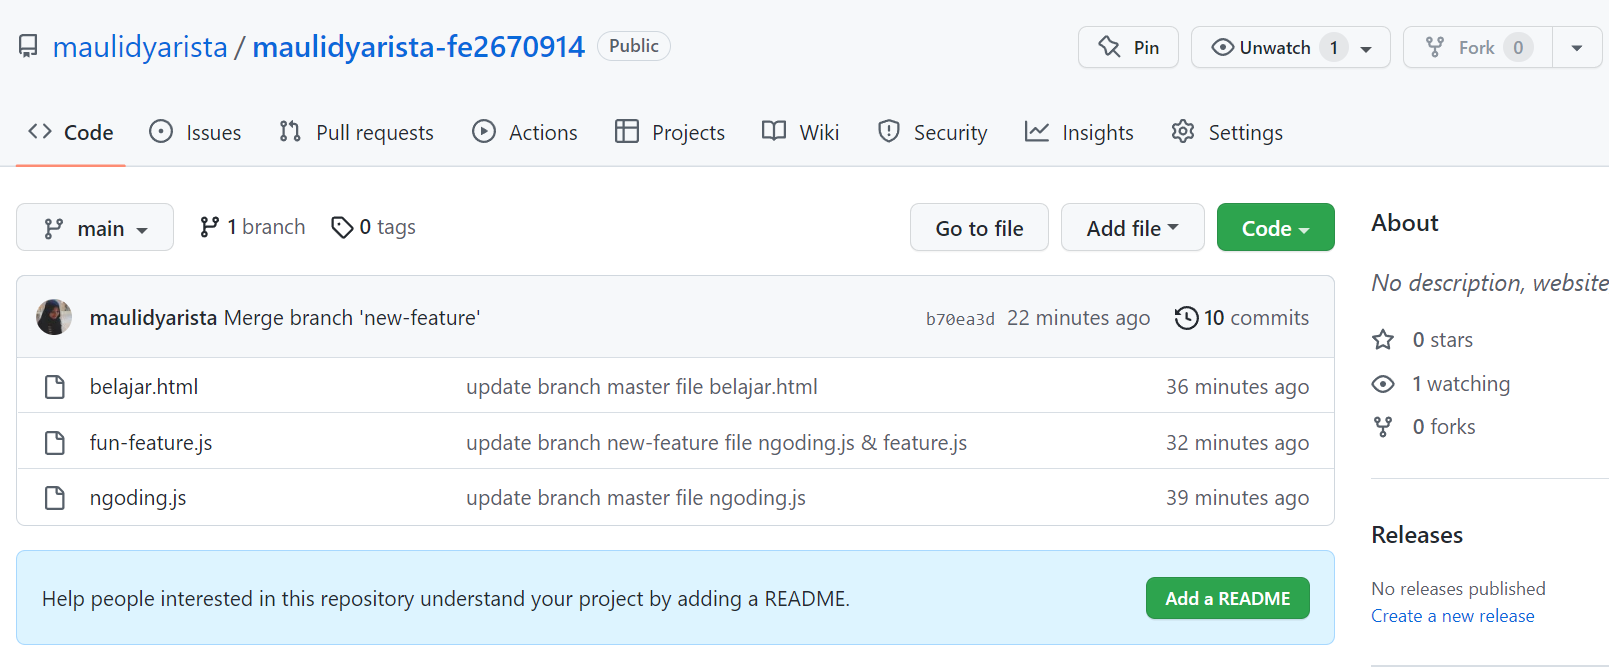 maulidyarista / maulidyarista-fe2670914 Public Pin Unwatch 1 Fork 0
Code Issues Pull requests Actions Projects Wiki Security Insights Settings
main 1 branch 0 tags Go to file Add file Code
maulidyarista Merge branch 'new-feature' b70ea3d 22 minutes ago 10 commits
belajar.html update branch master file belajar.html 36 minutes ago
fun-feature.js update branch new-feature file ngoding.js & feature.js 32 minutes ago
ngoding.js update branch master file ngoding.js 39 minutes ago
Help people interested in this repository understand your project by adding a README. Add a README
About
No description, website
0 stars
1 watching
0 forks
Releases
No releases published
Create a new release